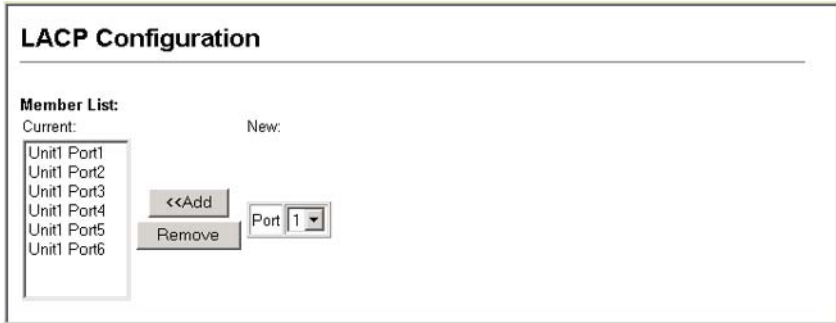 LACP Configuration
Member List:
Current:
New:
Unit1 Port1
Unit1 Port2
Unit1 Port3
Unit1 Port4
Unit1 Port5
Unit1 Port6
<<Add
Remove
Port 1